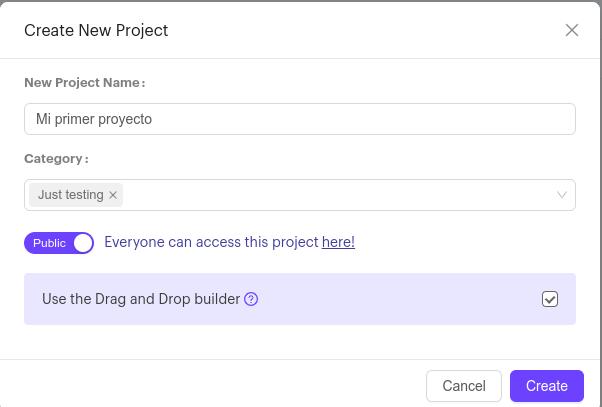 Create New Project
New Project Name:
Mi primer proyecto
Category:
Just testing
Public Everyone can access this project here!
Use the Drag and Drop builder
Cancel Create